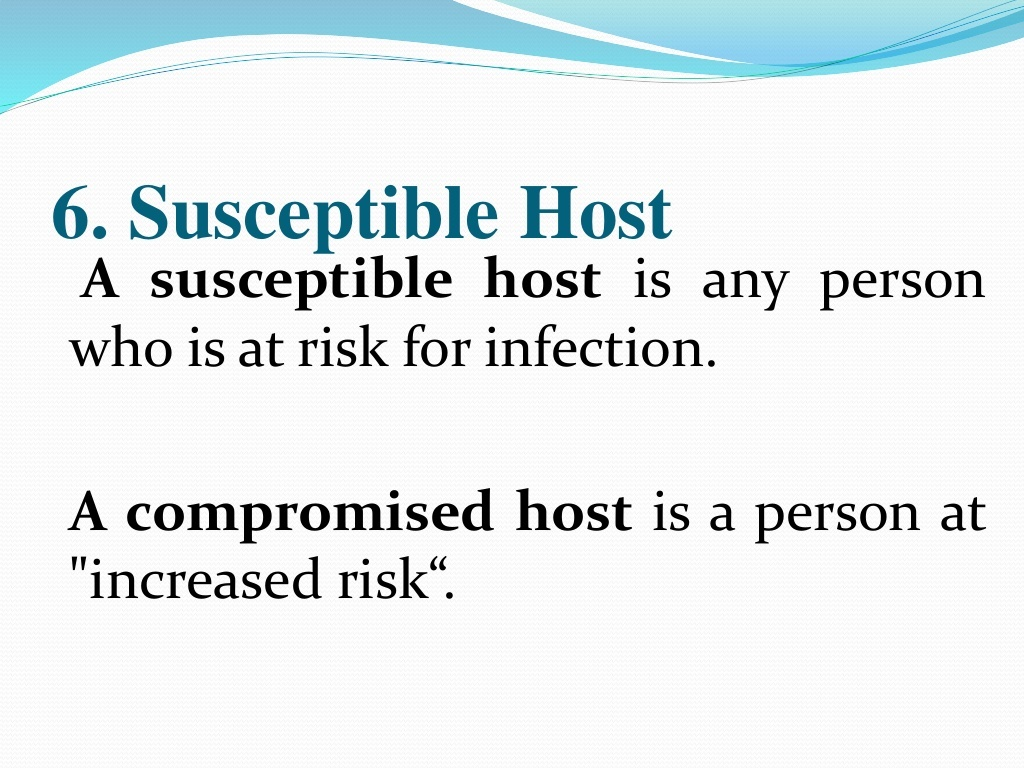 6. Susceptible Host
A susceptible host is any person
who is at risk for infection.
A compromised host is a person at
"increased risk“.